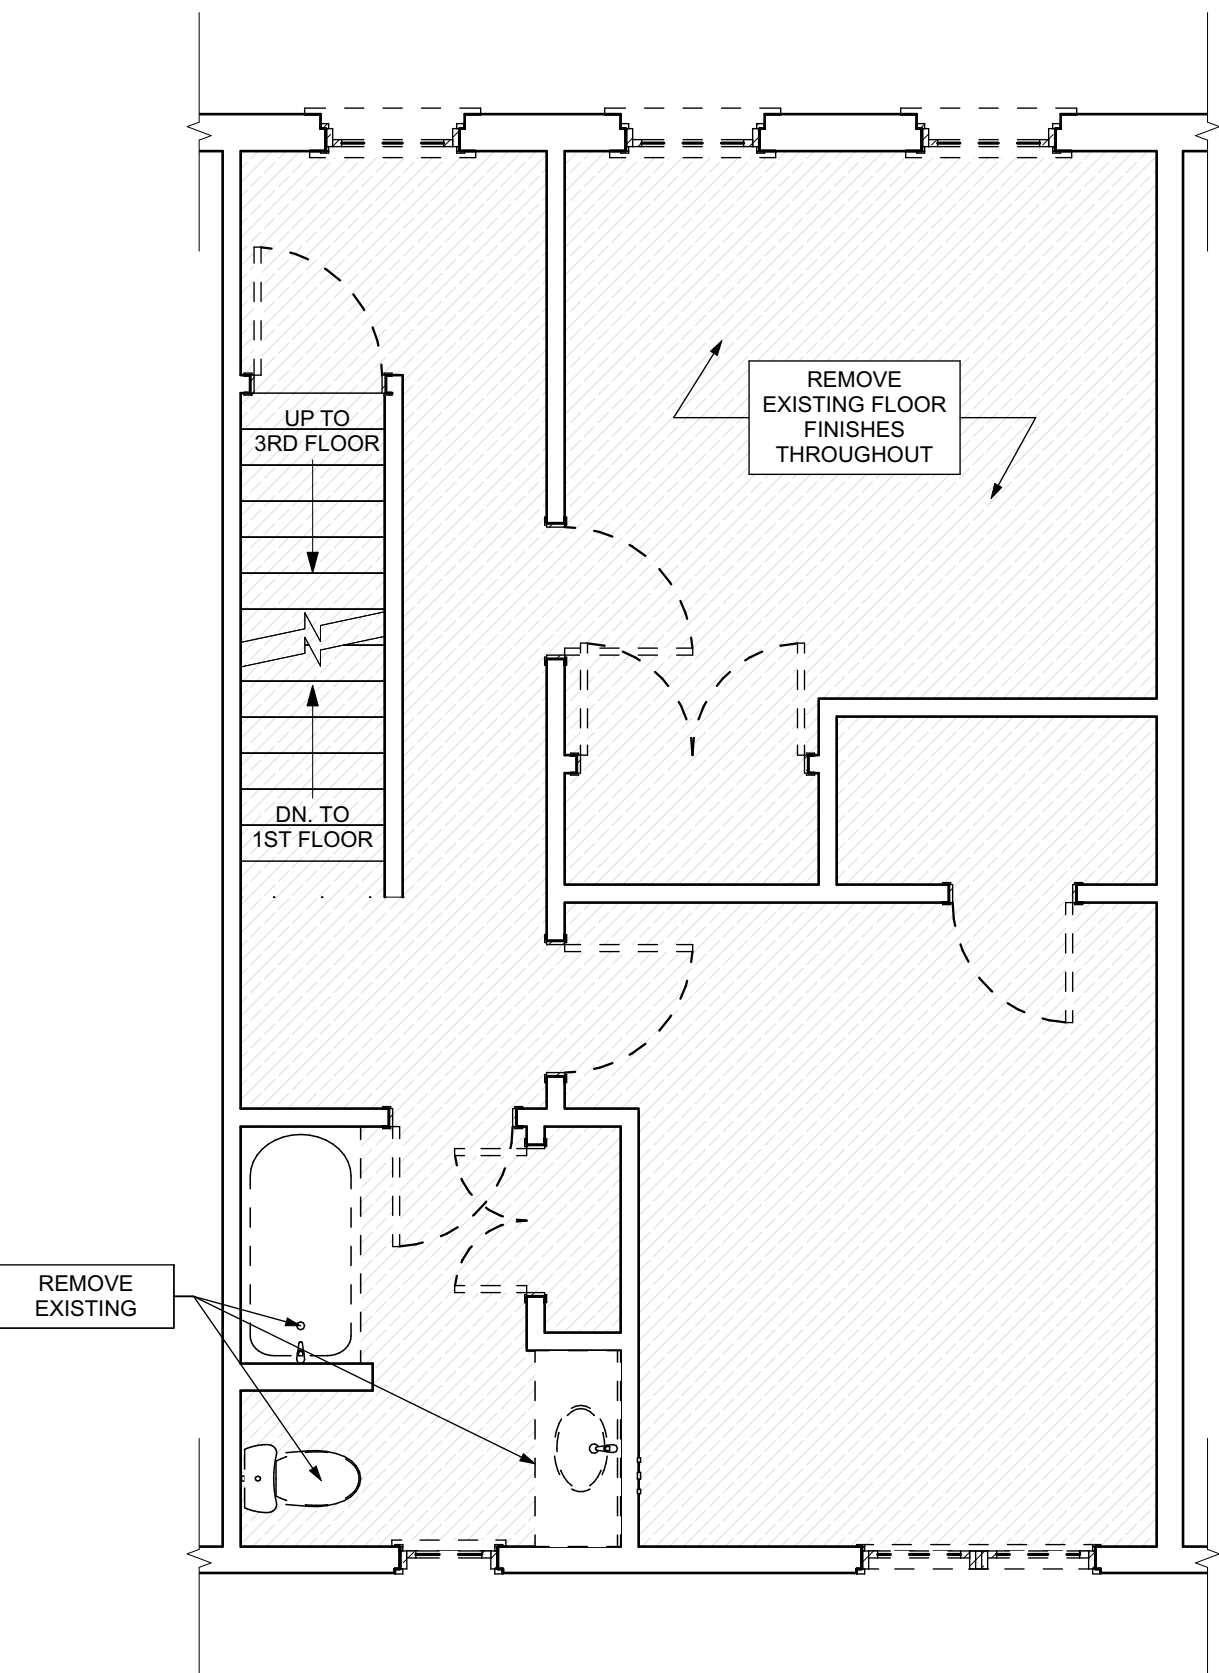 REMOVE
EXISTING FLOOR
FINISHES
THROUGHOUT
UP TO
3RD FLOOR
DN. TO
1ST FLOOR
REMOVE
EXISTING